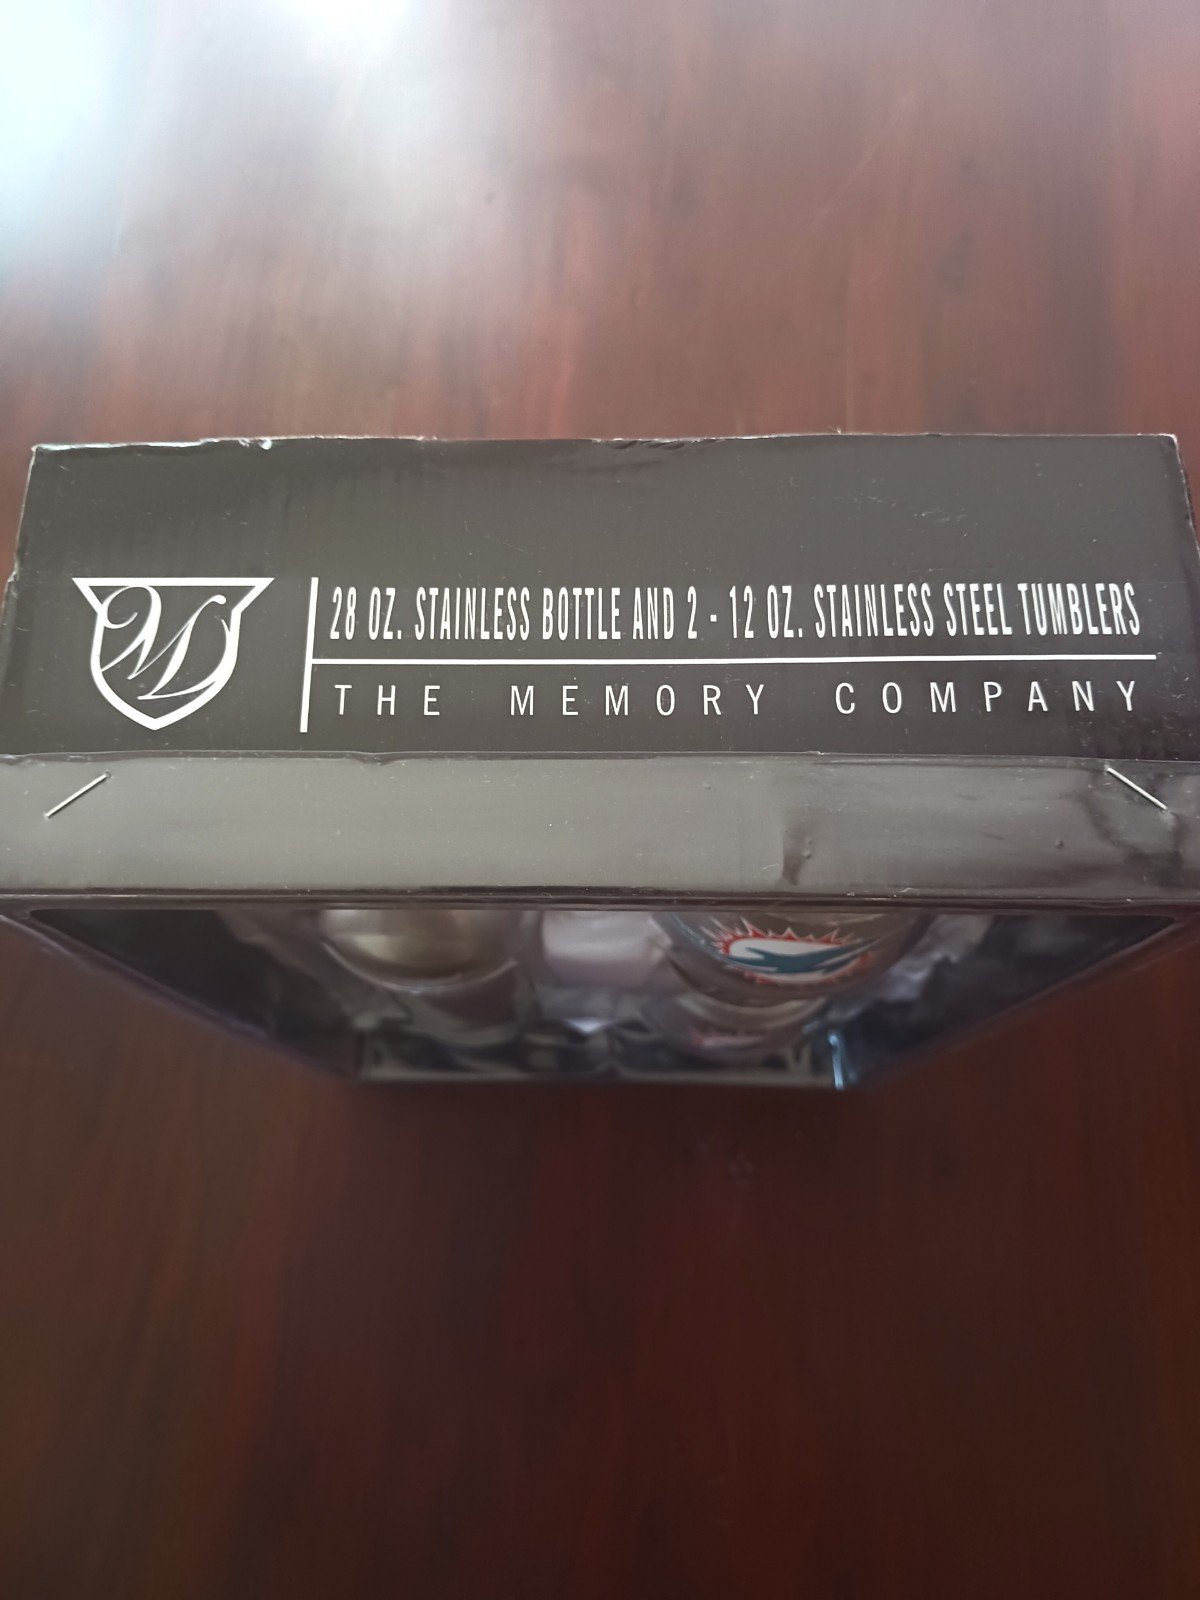 M
28 OZ. STAINLESS BOTTLE AND 2 - 12 OZ. STAINLESS STEEL TUMBLERS
THE MEMORY COMPANY